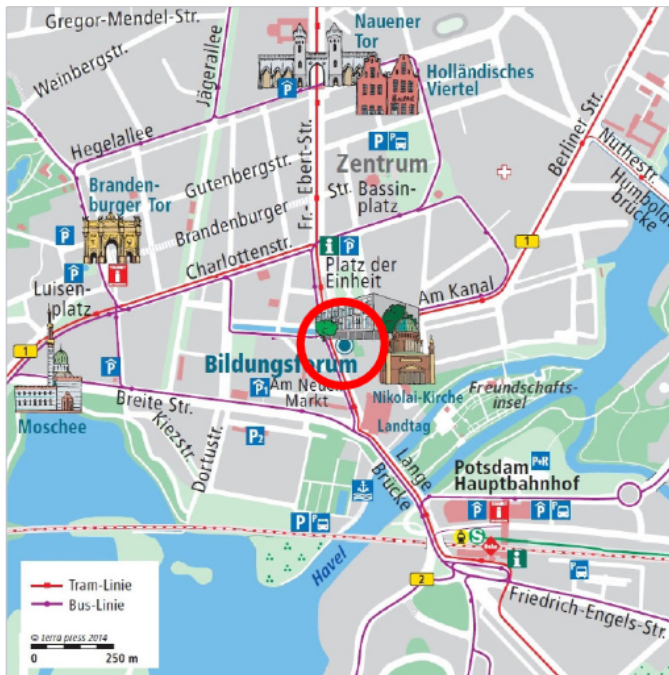 Gregor-Mendel-Str.
Nauener
Tor
Weinbergstr.
Jägerallee
Holländisches
Viertel
Hegelallee
Fr.-Ebert-Str.
Zentrum
Berliner Str.
Nuthestr.
Humboldt
brücke
Gutenbergstr.
Str.
Bassin-
platz
Branden-
burger Tor
Brandenburger
Charlottenstr.
1
Platz der
Einheit
Luisen-
platz
Am Kanal
1
Bildungsforum
Am Neuen
Markt
Nikolai-Kirche
Freundschafts-
insel
Landtag
Moschee
Breite Str.
Kiezstr.
Dortustr.
P1
P2
Lange
Brücke
Potsdam
Hauptbahnhof
P+R
S
Havel
2
Friedrich-Engels-Str.
Tram-Linie
Bus-Linie
© terra press 2014
0 250 m